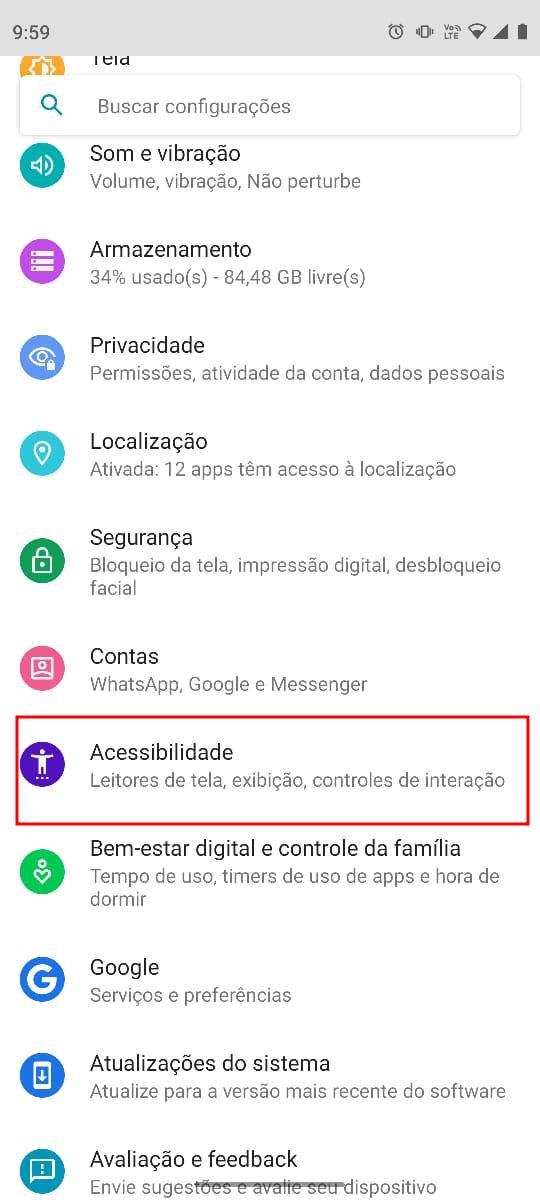 9:59
Vo
LTE
Tela
Buscar configurações
Som e vibração
Volume, vibração, Não perturbe
Armazenamento
34% usado(s) - 84,48 GB livre(s)
Privacidade
Permissões, atividade da conta, dados pessoais
Localização
Ativada: 12 apps têm acesso à localização
Segurança
Bloqueio da tela, impressão digital, desbloqueio
facial
Contas
WhatsApp, Google e Messenger
Acessibilidade
Leitores de tela, exibição, controles de interação
Bem-estar digital e controle da família
Tempo de uso, timers de uso de apps e hora de
dormir
G
Google
Serviços e preferências
Atualizações do sistema
Atualize para a versão mais recente do software
Avaliação e feedback
Envie sugestões e avalie seu dispositivo